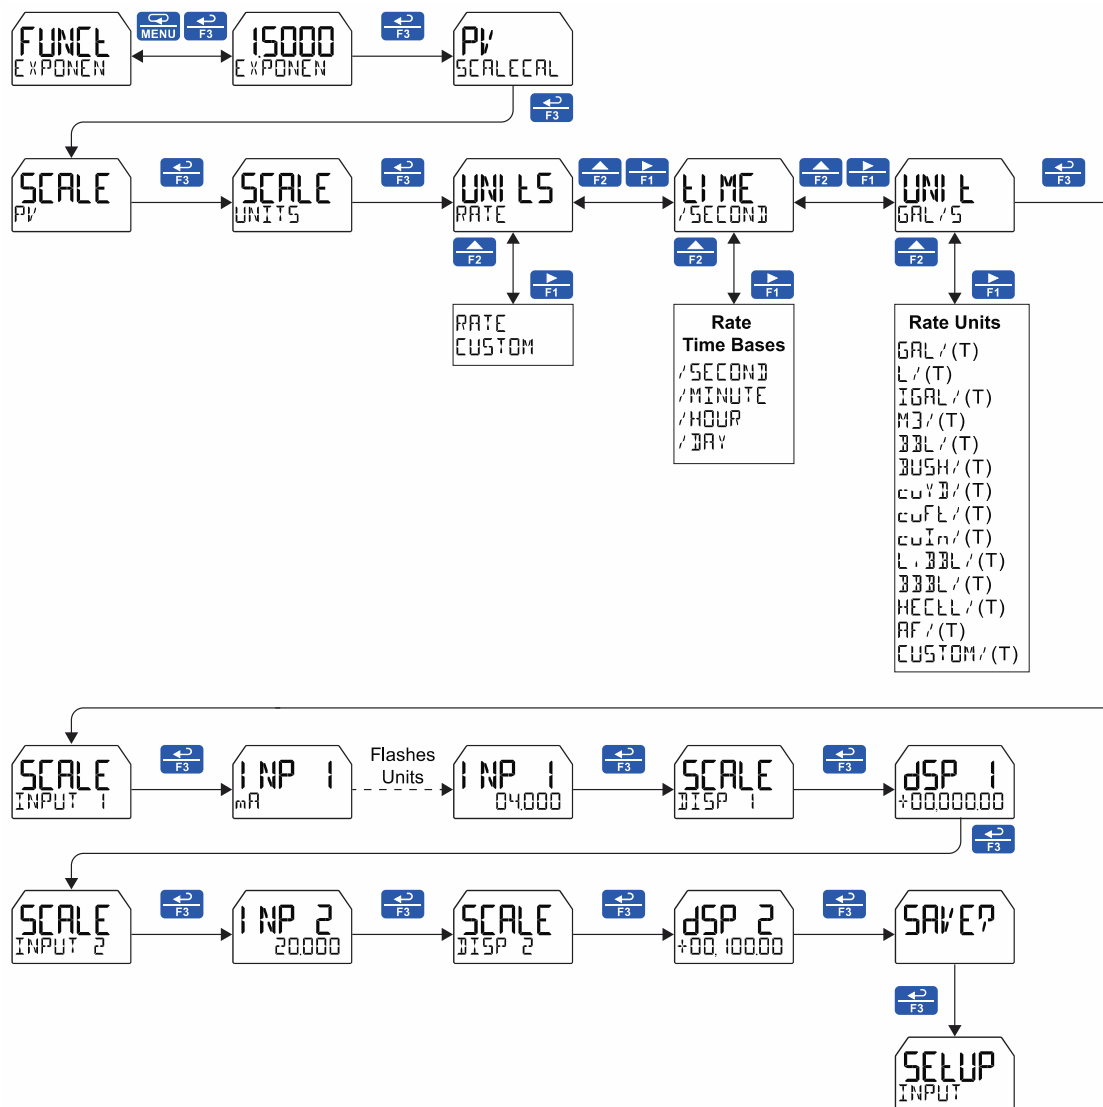 FUNCt
EXPONEN
MENU
F3
1.5000
EXPONEN
F3
PV
SCALECAL
F3
SCALE
PV
F3
SCALE
UNITS
F3
UNItS
RATE
F2
F1
tIME
/SECOND
F2
F1
UNIt
GAL/S
F3
F2
F1
F2
F1
F2
F1
RATE
CUSTOM
Rate
Time Bases
/SECOND
/MINUTE
/HOUR
/DAY
Rate Units
GAL/(T)
L/(T)
IGAL/(T)
M3/(T)
BBL/(T)
BUSH/(T)
cuYD/(T)
cuFt/(T)
cuIn/(T)
LiBBL/(T)
BBBL/(T)
HECtL/(T)
AF/(T)
CUSTOM/(T)
SCALE
INPUT 1
F3
INP 1
mA
Flashes
Units
INP 1
04.000
F3
SCALE
DISP 1
F3
dSP 1
+00,000.00
F3
SCALE
INPUT 2
F3
INP 2
20.000
F3
SCALE
DISP 2
F3
dSP 2
+00,100.00
F3
SAVE?
F3
SEtUP
INPUT